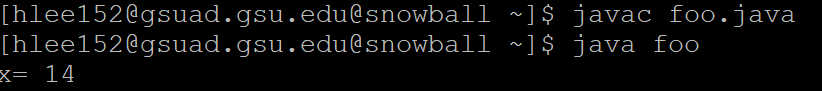 [hlee152@gsuad.gsu.edu@snowball ~]$ javac foo.java
[hlee152@gsuad.gsu.edu@snowball ~]$ java foo
x= 14